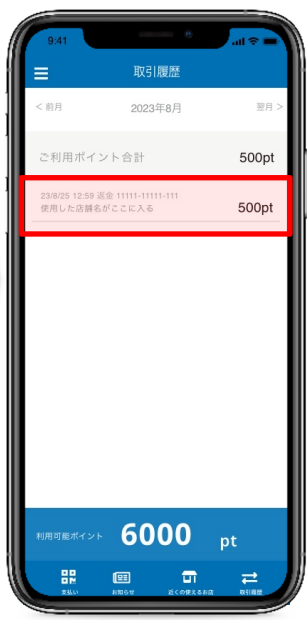 9:41
取引履歴
< 前月 2023年8月 翌月 >
ご利用ポイント合計 500pt
23/8/25 12:59 返金 11111-11111-111
使用した店舗名がここに入る 500pt
利用可能ポイント 6000 pt
支払い お知らせ 近くの使えるお店 取引履歴